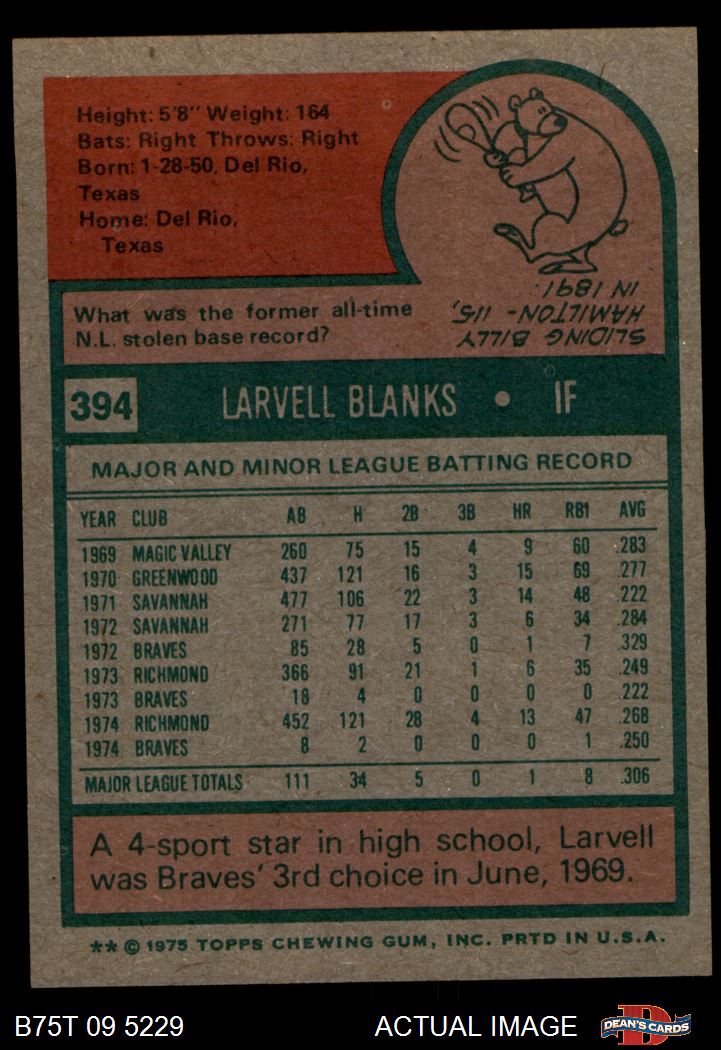 Height: 5'8" Weight: 164
Bats: Right Throws: Right
Born: 1-28-50, Del Rio,
Texas
Home: Del Rio,
Texas
What was the former all-time
N.L. stolen base record?
SLIDING BILLY
HAMILTON - 115,
IN 1891.
394 LARVELL BLANKS • IF
MAJOR AND MINOR LEAGUE BATTING RECORD
YEAR CLUB AB H 2B 3B HR RBI AVG
1969 MAGIC VALLEY 260 75 15 4 9 60 .283
1970 GREENWOOD 437 121 16 3 15 69 .277
1971 SAVANNAH 477 106 22 3 14 48 .222
1972 SAVANNAH 271 77 17 3 6 34 .284
1972 BRAVES 85 28 5 0 1 7 .329
1973 RICHMOND 366 91 21 1 6 35 .249
1973 BRAVES 18 4 0 0 0 0 .222
1974 RICHMOND 452 121 28 4 13 47 .268
1974 BRAVES 8 2 0 0 0 1 .250
MAJOR LEAGUE TOTALS 111 34 5 0 1 8 .306
A 4-sport star in high school, Larvell
was Braves' 3rd choice in June, 1969.
** © 1975 TOPPS CHEWING GUM, INC. PRTD IN U.S.A.
B75T 09 5229 ACTUAL IMAGE D DEAN'S CARDS